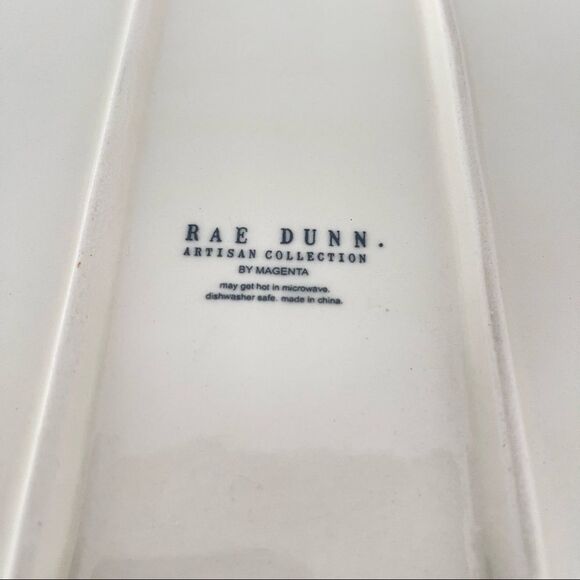 RAE DUNN.
ARTISAN COLLECTION
BY MAGENTA
may get hot in microwave.
dishwasher safe. made in china.